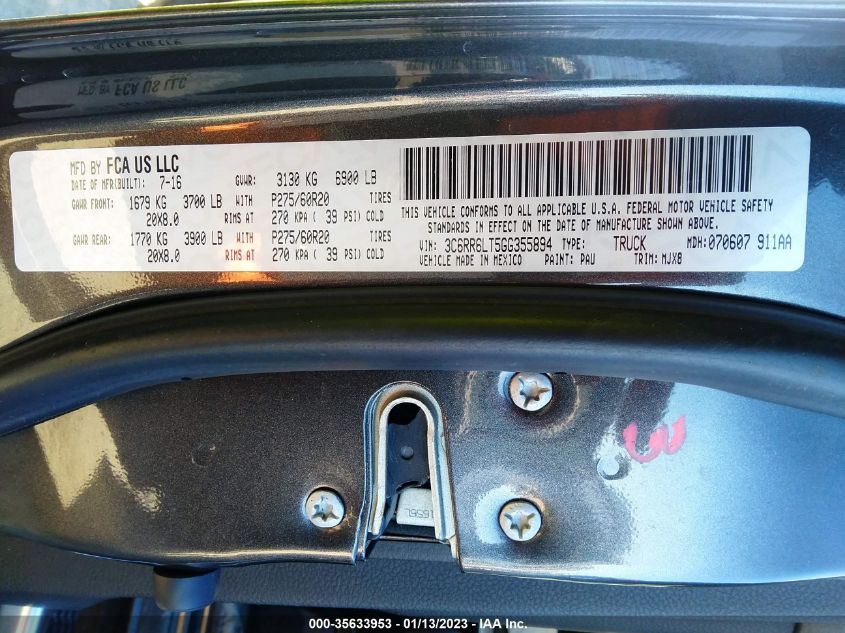 MFD BY FCA US LLC
DATE OF MFR(BUILT): 7-16 GVWR: 3130 KG 6900 LB
GAWR FRONT: 1679 KG 3700 LB WITH P275/60R20 TIRES
20X8.0 RIMS AT 270 KPA ( 39 PSI) COLD
GAWR REAR: 1770 KG 3900 LB WITH P275/60R20 TIRES
20X8.0 RIMS AT 270 KPA ( 39 PSI) COLD
THIS VEHICLE CONFORMS TO ALL APPLICABLE U.S.A. FEDERAL MOTOR VEHICLE SAFETY
STANDARDS IN EFFECT ON THE DATE OF MANUFACTURE SHOWN ABOVE.
VIN: 3C6RR6LT5GG355894 TYPE: TRUCK MDH:070607 911AA
VEHICLE MADE IN MEXICO PAINT: PAU TRIM: MJX8
000-35633953 - 01/13/2023 - IAA Inc.